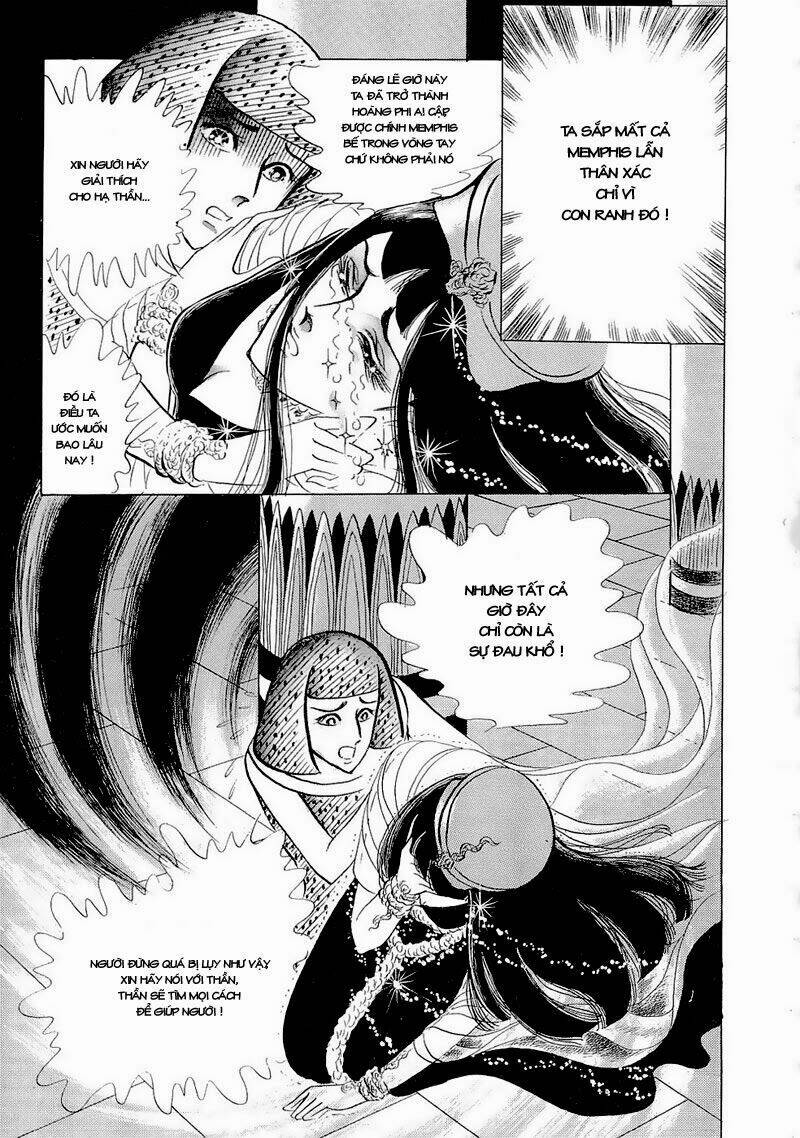 TA SẮP MẤT CẢ
MEMPHIS LẪN
THÂN XÁC
CHỈ VÌ
CON RANH ĐÓ !
ĐÁNG LẼ GIỜ NÀY
TA ĐÃ TRỞ THÀNH
HOÀNG PHI AI CẬP
ĐƯỢC CHÍNH MEMPHIS
BẾ TRONG VÒNG TAY
CHỨ KHÔNG PHẢI NÓ
XIN NGƯỜI HÃY
GIẢI THÍCH
CHO HẠ THẦN...
ĐÓ LÀ
ĐIỀU TA
ƯỚC MUỐN
BAO LÂU
NAY !
NHƯNG TẤT CẢ
GIỜ ĐÂY
CHỈ CÒN LÀ
SỰ ĐAU KHỔ !
NGƯỜI ĐỪNG QUÁ BỊ LỤY NHƯ VẬY,
XIN HÃY NÓI VỚI THẦN,
THẦN SẼ TÌM MỌI CÁCH
ĐỂ GIÚP NGƯỜI !